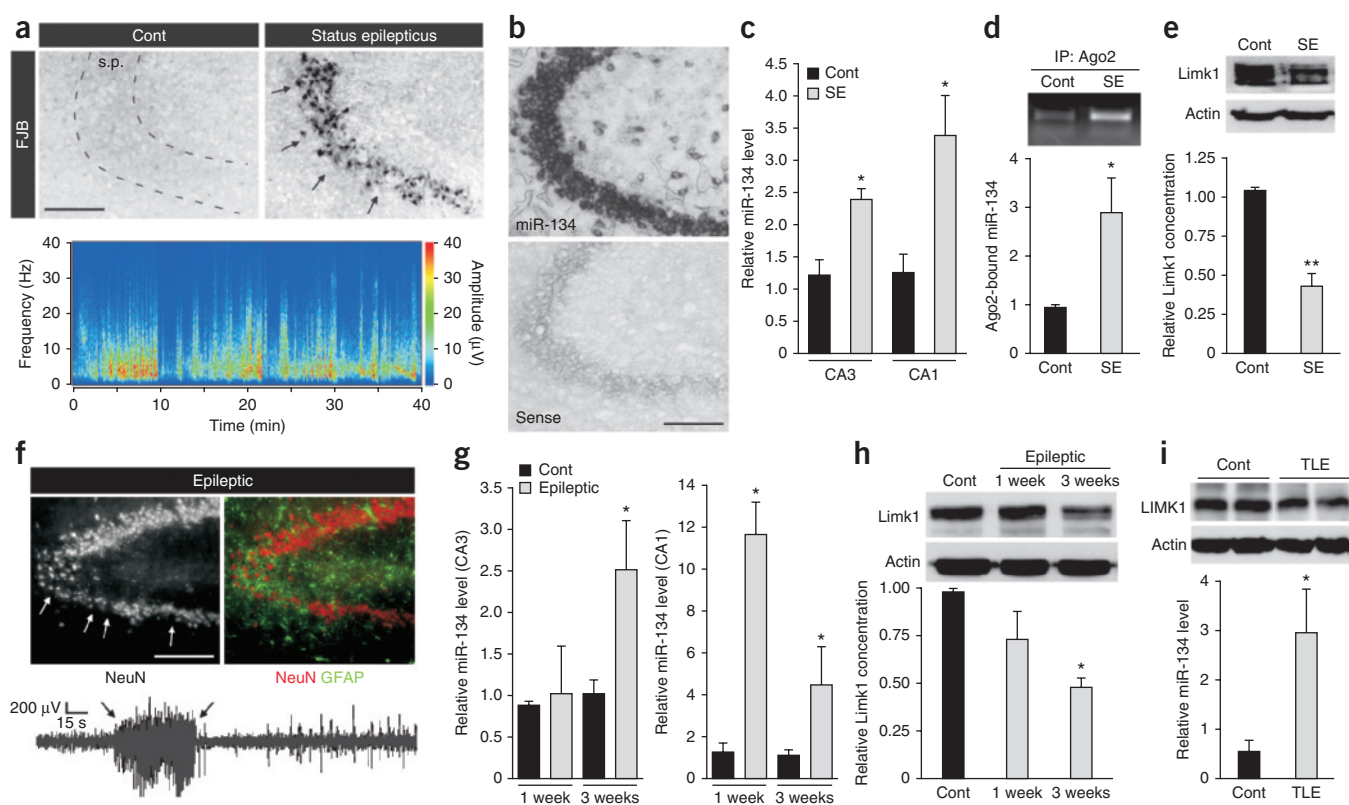 a
Cont
Status epilepticus
s.p.
FJB
Frequency (Hz)
40
30
20
10
0
40
30
20
10
0
Amplitude (µV)
0 10 20 30 40
Time (min)
b
miR-134
Sense
c
Cont
SE
Relative miR-134 level
4.5
4.0
3.5
3.0
2.5
2.0
1.5
1.0
0.5
0
*
*
CA3 CA1
d
IP: Ago2
Cont SE
Ago2-bound miR-134
4
3
2
1
0
*
Cont SE
e
Cont SE
Limk1
Actin
Relative Limk1 concentration
1.25
1.00
0.75
0.50
0.25
0
**
Cont SE
f
Epileptic
NeuN
NeuN GFAP
200 µV
15 s
g
Cont
Epileptic
Relative miR-134 level (CA3)
3.5
3.0
2.5
2.0
1.5
1.0
0.5
0
*
1 week 3 weeks
Relative miR-134 level (CA1)
14
12
10
8
6
4
2
0
*
*
1 week 3 weeks
h
Epileptic
Cont 1 week 3 weeks
Limk1
Actin
Relative Limk1 concentration
1.00
0.75
0.50
0.25
0
*
Cont 1 week 3 weeks
i
Cont TLE
LIMK1
Actin
Relative miR-134 level
4
3
2
1
0
*
Cont TLE